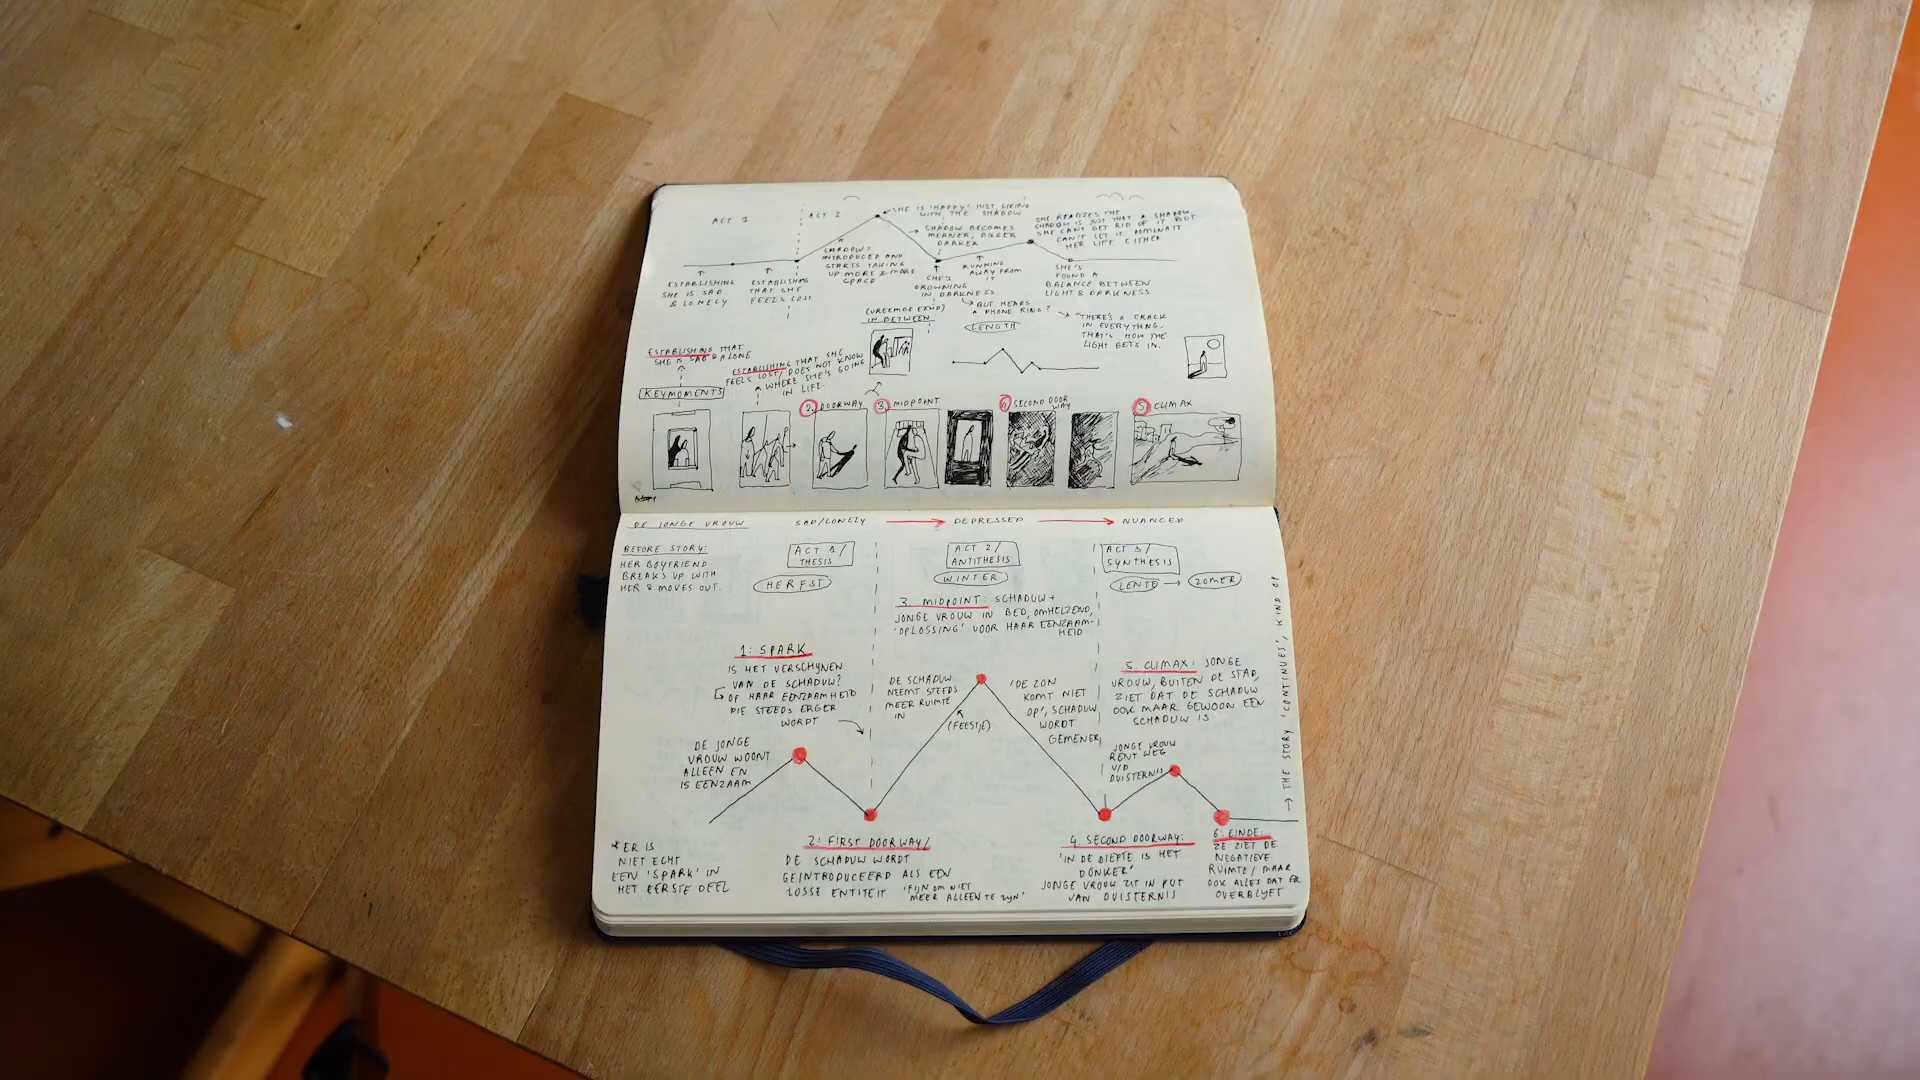 ACT 1
ACT 2
SHE IS 'HAPPY' JUST LIVING
WITH THE SHADOW
SHADOW BECOMES
MEANER, BIGGER
DARKER
SHE REALIZES THE
SHADOW IS JUST THAT: A SHADOW.
SHE CAN'T GET RID OF IT BUT
CAN'T LET IT DOMINATE
HER LIFE EITHER
ESTABLISHING
SHE IS SAD
& LONELY
ESTABLISHING
THAT SHE
FEELS LOST
SHADOW =
INTRODUCED AND
STARTS TAKING
UP MORE & MORE
SPACE
SHE'S
DROWNING
IN DARKNESS
RUNNING
AWAY FROM
IT
BUT HEARS
A PHONE RING?
SHE'S
FOUND A
BALANCE BETWEEN
LIGHT & DARKNESS
"THERE'S A CRACK
IN EVERYTHING.
THAT'S HOW THE
LIGHT GETS IN.
(VREEMDE EEND)
IN BETWEEN
LENGTH
ESTABLISHING THAT
SHE IS SAD & ALONE
ESTABLISHING THAT SHE
FEELS LOST/DOES NOT KNOW
WHERE SHE'S GOING
IN
LIFE.
KEYMOMENTS
2. DOORWAY
3. MIDPOINT
4. SECOND DOOR
WAY
5. CLIMAX
DE JONGE VROUW
SAD/LONELY
DEPRESSED
NUANCED
BEFORE STORY:
HER BOYFRIEND
BREAKS UP WITH
HER & MOVES OUT.
ACT 1/
THESIS
HERFST
ACT 2/
ANTITHESIS
WINTER
ACT 3/
SYNTHESIS
LENTE → ZOMER
3. MIDPOINT: SCHADUW +
JONGE VROUW IN BED, OMHELZEND,
'OPLOSSING' VOOR HAAR EENZAAM-
HEID
1: SPARK
IS HET VERSCHIJNEN
VAN DE SCHADUW?
OF HAAR EENZAAMHEID
DIE STEEDS ERGER
WORDT
DE SCHADUW
NEEMT STEEDS
MEER RUIMTE
IN
(FEESTJE)
'DE ZON
KOMT NIET
OP', SCHADUW
WORDT
GEMENER
5. CLIMAX: JONGE
VROUW, BUITEN DE STAD,
ZIET DAT DE SCHADUW
OOK MAAR GEWOON EEN
SCHADUW IS
DE JONGE
VROUW WOONT
ALLEEN EN
IS EENZAAM
JONGE VROUW
RENT WEG
V/D
DUISTERNIS
→ THE STORY 'CONTINUES', KIND OF
*ER IS
NIET ECHT
EEN 'SPARK' IN
HET EERSTE DEEL
2: FIRST DOORWAY/
DE SCHADUW WORDT
GEÏNTRODUCEERD ALS EEN
LOSSE ENTITEIT
'FIJN OM NIET
MEER ALLEEN TE ZIJN'
4. SECOND DOORWAY:
'IN DE DIEPTE IS HET
DONKER'
JONGE VROUW ZIT IN PUT
VAN DUISTERNIS
6. EINDE:
ZE ZIET DE
NEGATIEVE
RUIMTE/MAAR
OOK ALLES DAT ER
OVERBLIJFT